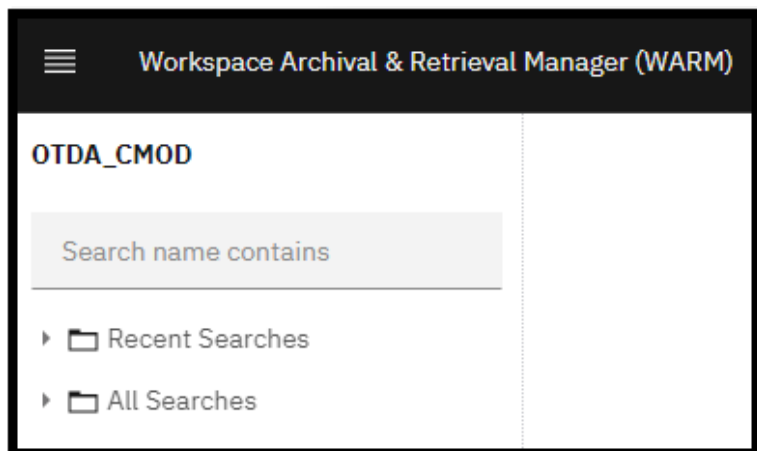 Workspace Archival & Retrieval Manager (WARM)
OTDA_CMOD
Search name contains
Recent Searches
All Searches